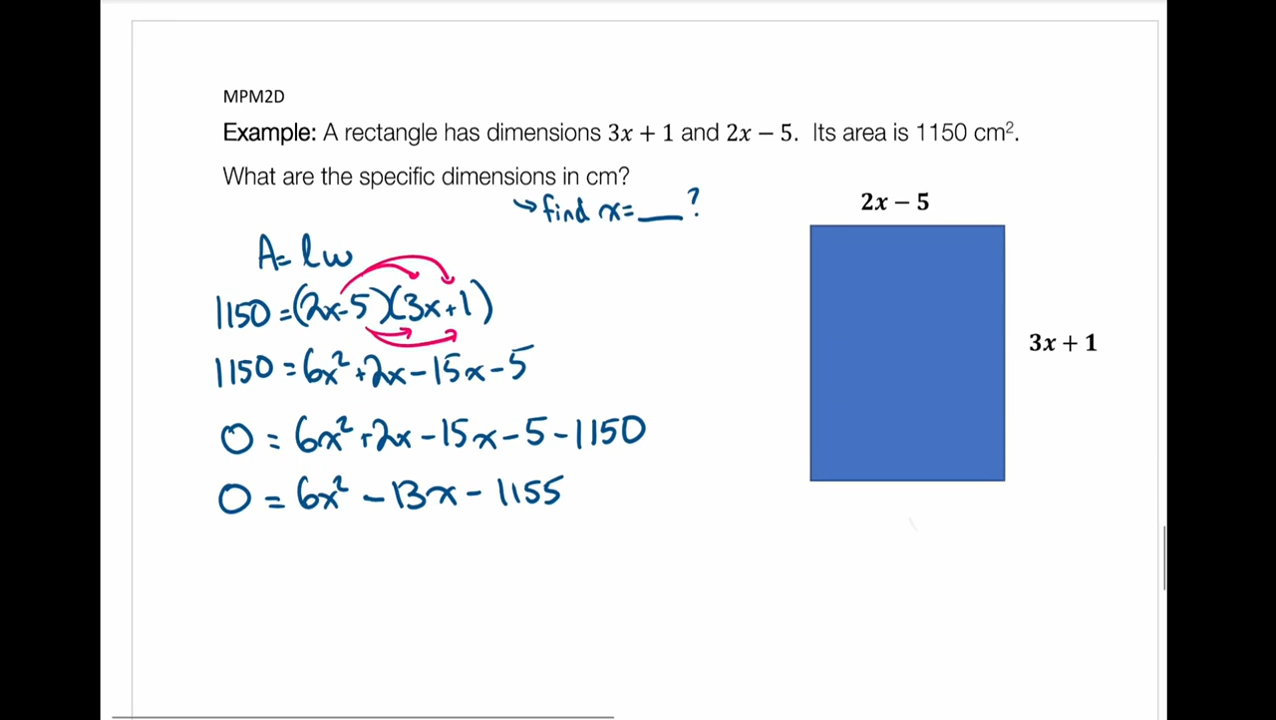 MPM2D
Example: A rectangle has dimensions 3x + 1 and 2x − 5. Its area is 1150 cm².
What are the specific dimensions in cm?
↪ find x = ___?
2x − 5
A = lw
1150 = (2x-5)(3x+1)
3x + 1
1150 = 6x² + 2x − 15x − 5
0 = 6x² + 2x − 15x − 5 − 1150
0 = 6x² − 13x − 1155